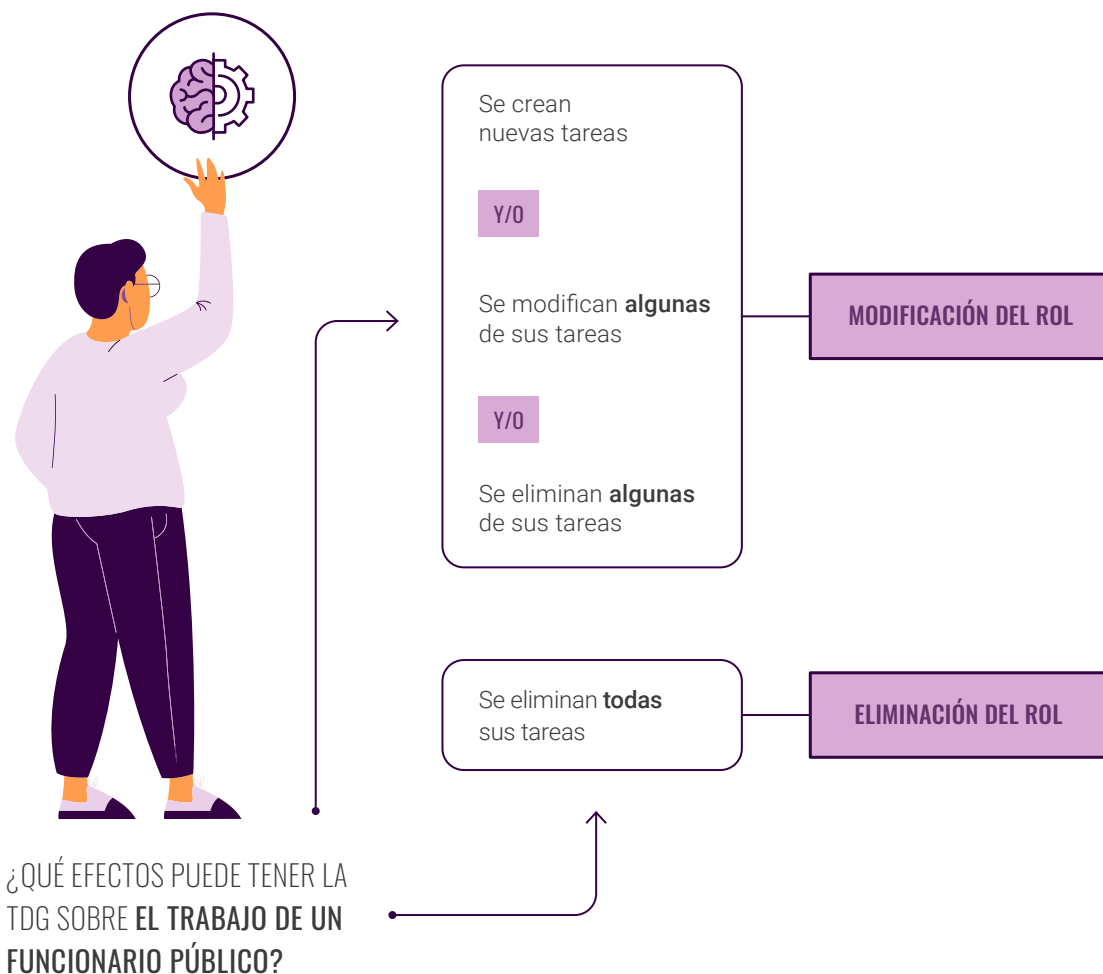 Se crean
nuevas tareas
Y/O
Se modifican algunas
de sus tareas
Y/O
Se eliminan algunas
de sus tareas
MODIFICACIÓN DEL ROL
Se eliminan todas
sus tareas
ELIMINACIÓN DEL ROL
¿QUÉ EFECTOS PUEDE TENER LA
TDG SOBRE EL TRABAJO DE UN
FUNCIONARIO PÚBLICO?